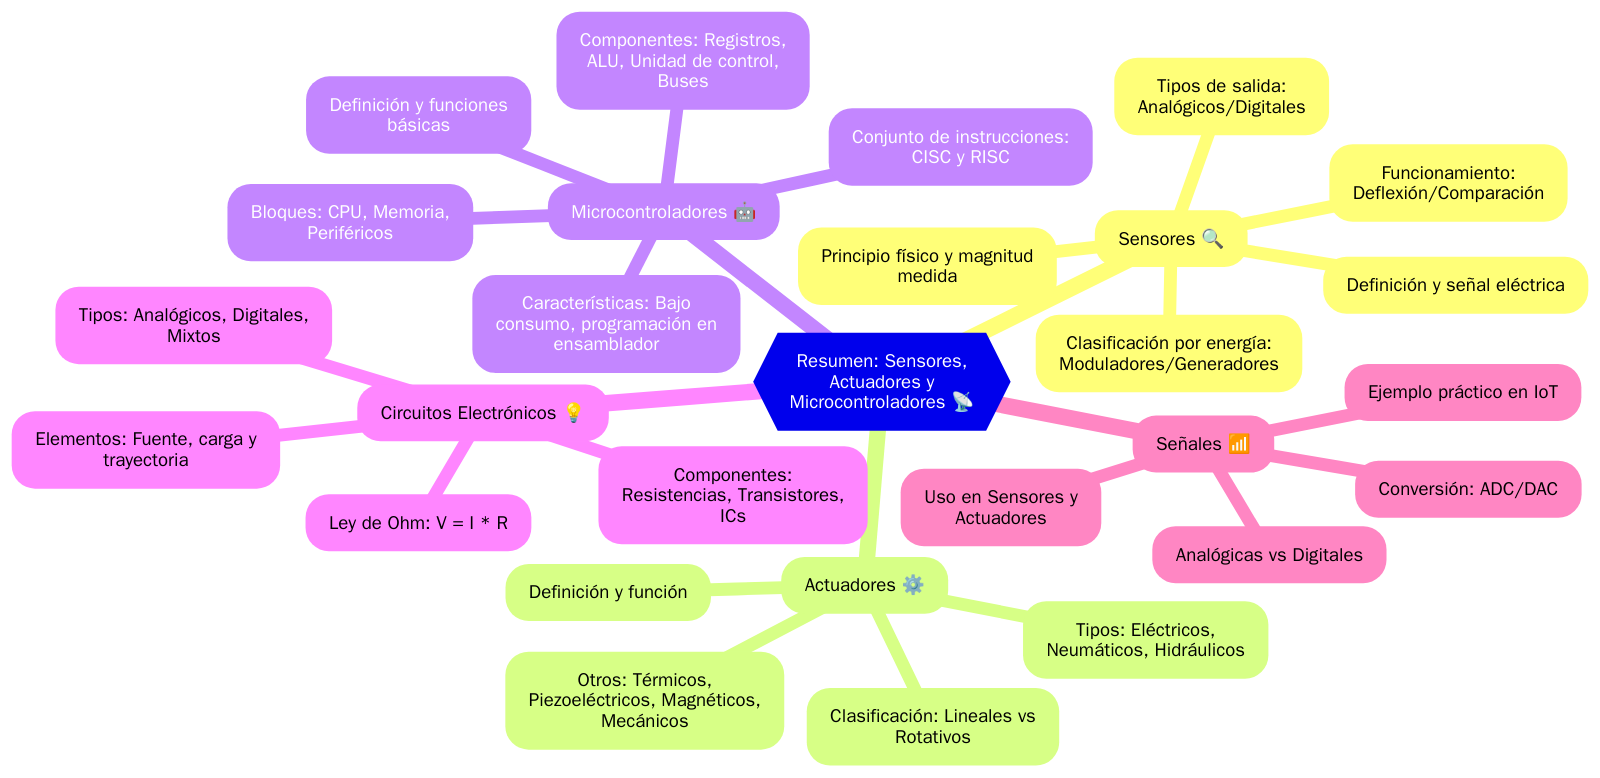 Resumen: Sensores,
Actuadores y
Microcontroladores 📡
Microcontroladores 🤖
Componentes: Registros,
ALU, Unidad de control,
Buses
Definición y funciones
básicas
Conjunto de instrucciones:
CISC y RISC
Bloques: CPU, Memoria,
Periféricos
Características: Bajo
consumo, programación en
ensamblador
Sensores 🔍
Tipos de salida:
Analógicos/Digitales
Funcionamiento:
Deflexión/Comparación
Principio físico y magnitud
medida
Definición y señal eléctrica
Clasificación por energía:
Moduladores/Generadores
Circuitos Electrónicos 💡
Tipos: Analógicos, Digitales,
Mixtos
Elementos: Fuente, carga y
trayectoria
Ley de Ohm: V = I * R
Componentes:
Resistencias, Transistores,
ICs
Señales 📶
Ejemplo práctico en IoT
Conversión: ADC/DAC
Uso en Sensores y
Actuadores
Analógicas vs Digitales
Actuadores ⚙️
Definición y función
Tipos: Eléctricos,
Neumáticos, Hidráulicos
Otros: Térmicos,
Piezoeléctricos, Magnéticos,
Mecánicos
Clasificación: Lineales vs
Rotativos